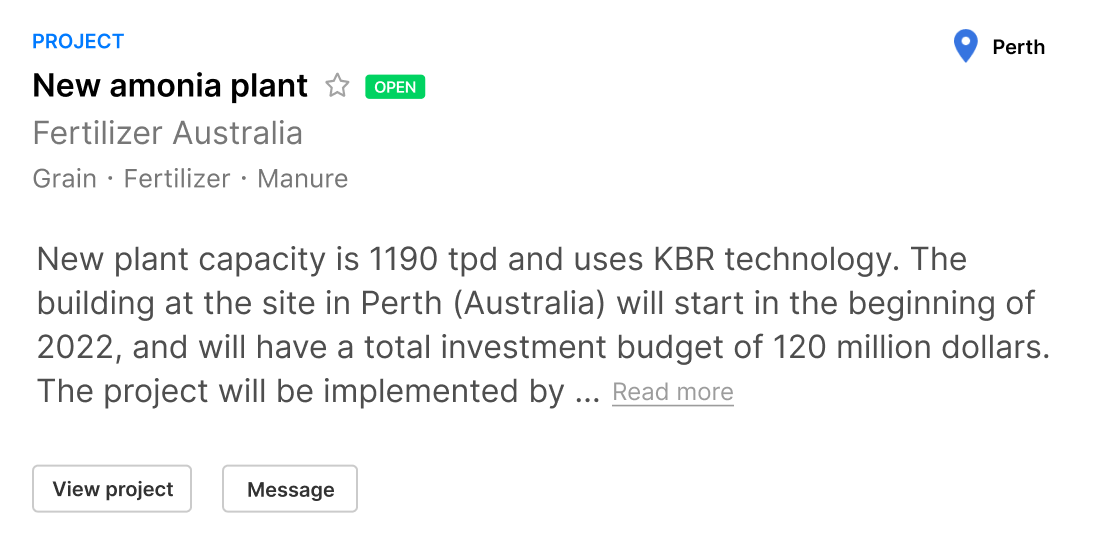 PROJECT
Perth
New amonia plant
OPEN
Fertilizer Australia
Grain · Fertilizer · Manure
New plant capacity is 1190 tpd and uses KBR technology. The
building at the site in Perth (Australia) will start in the beginning of
2022, and will have a total investment budget of 120 million dollars.
The project will be implemented by ... Read more
View project
Message